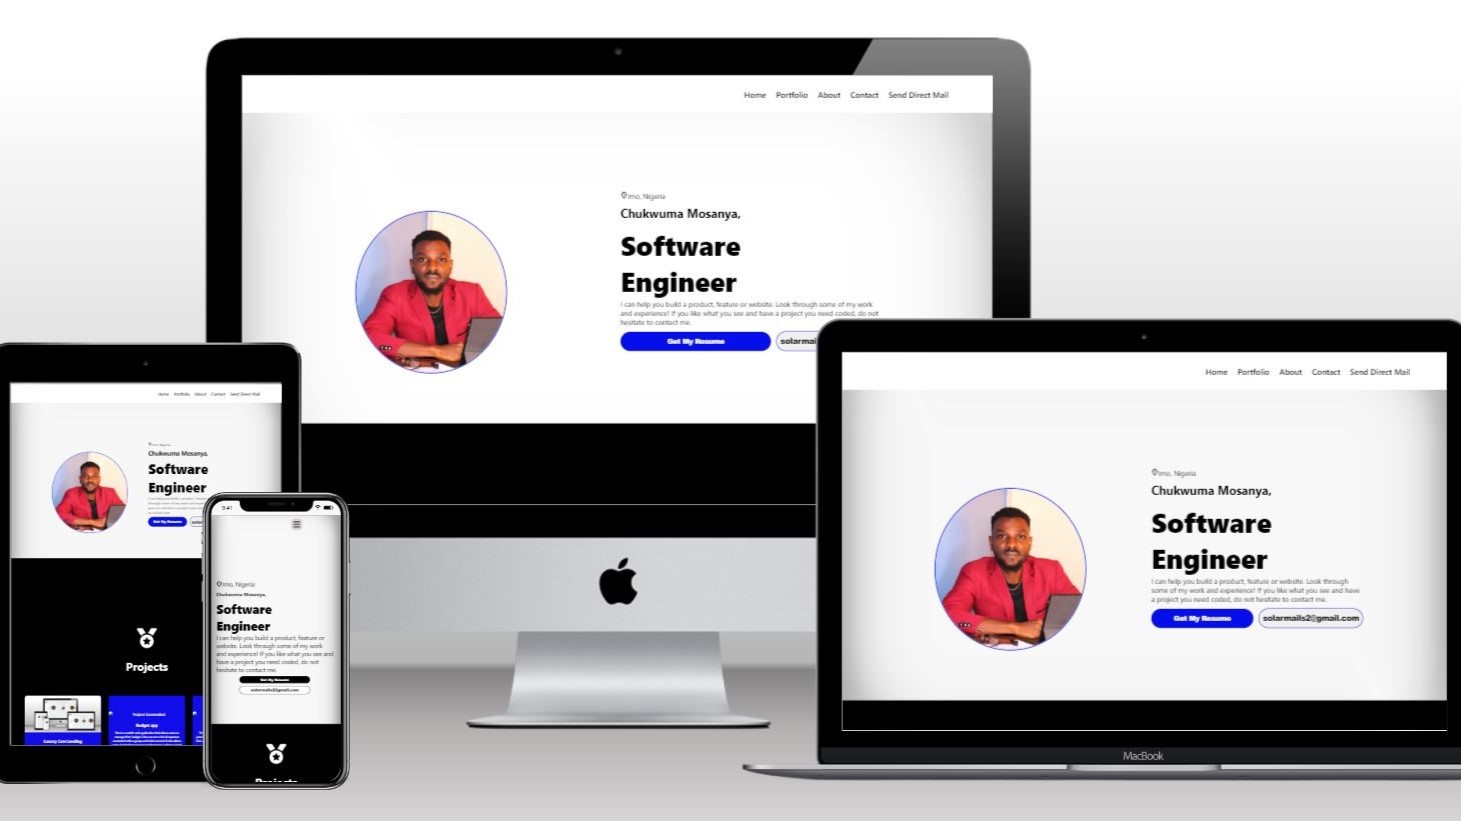 Home Portfolio About Contact Send Direct Mail
Imo, Nigeria
Chukwuma Mosanya,
Software
Engineer
I can help you build a product, feature or website. Look through some of my work
and experience! If you like what you see and have a project you need coded, do not
hesitate to contact me.
Get My Resume
solarmai
Home Portfolio About Contact Send Direct Mail
Imo, Nigeria
Chukwuma Mosanya,
Software
Engineer
I can help you build a product, feature or website. Look through
some of my work and experience! If you like what you see and have
a project you need coded, do not hesitate to contact me.
Get My Resume solarmails2@gmail.com
MacBook
Home Portfolio About Contact Send Direct Mail
Imo, Nigeria
Chukwuma Mosanya,
Software
Engineer
Get My Resume
Projects
Luxury Cars Landing
Budget app
9:41
Imo, Nigeria
Chukwuma Mosanya,
Software
Engineer
I can help you build a product, feature or
website. Look through some of my work
and experience! If you like what you see and
have a project you need coded, do not
hesitate to contact me.
Get My Resume
solarmails2@gmail.com
Projects